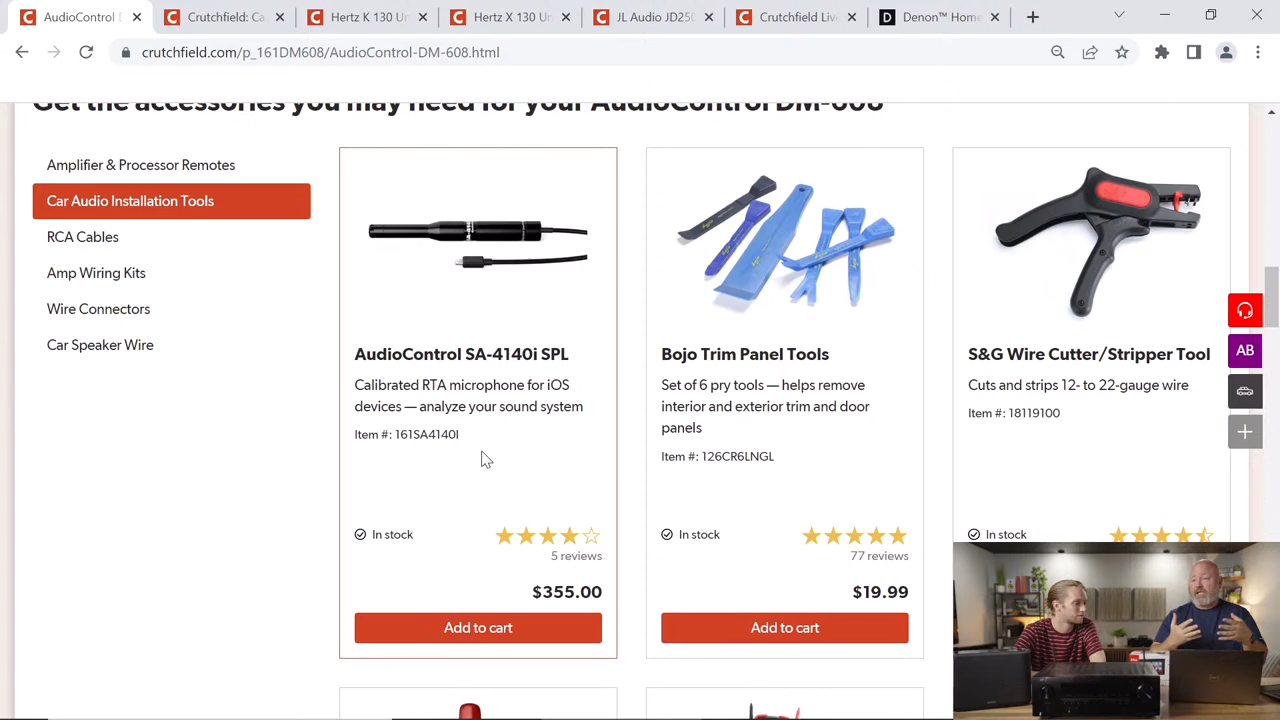 AudioControl D
Crutchfield: Ca
Hertz K 130 Un
Hertz X 130 Un
JL Audio JD250
Crutchfield Live
Denon™ Home
crutchfield.com/p_161DM608/AudioControl-DM-608.html
Get the accessories you may need for your AudioControl DM-608
Amplifier & Processor Remotes
Car Audio Installation Tools
RCA Cables
Amp Wiring Kits
Wire Connectors
Car Speaker Wire
AudioControl SA-4140i SPL
Calibrated RTA microphone for iOS
devices — analyze your sound system
Item #: 161SA4140I
In stock
5 reviews
$355.00
Add to cart
Bojo Trim Panel Tools
Set of 6 pry tools — helps remove
interior and exterior trim and door
panels
Item #: 126CR6LNGL
In stock
77 reviews
$19.99
Add to cart
S&G Wire Cutter/Stripper Tool
Cuts and strips 12- to 22-gauge wire
Item #: 18119100
In stock
AB